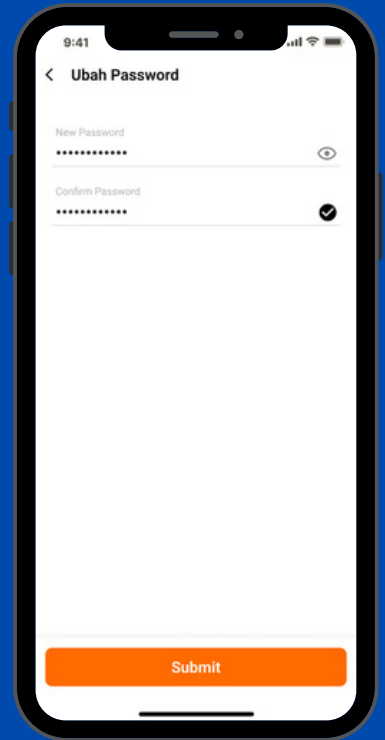 9:41
Ubah Password
New Password
••••••••••••
Confirm Password
••••••••••••
Submit